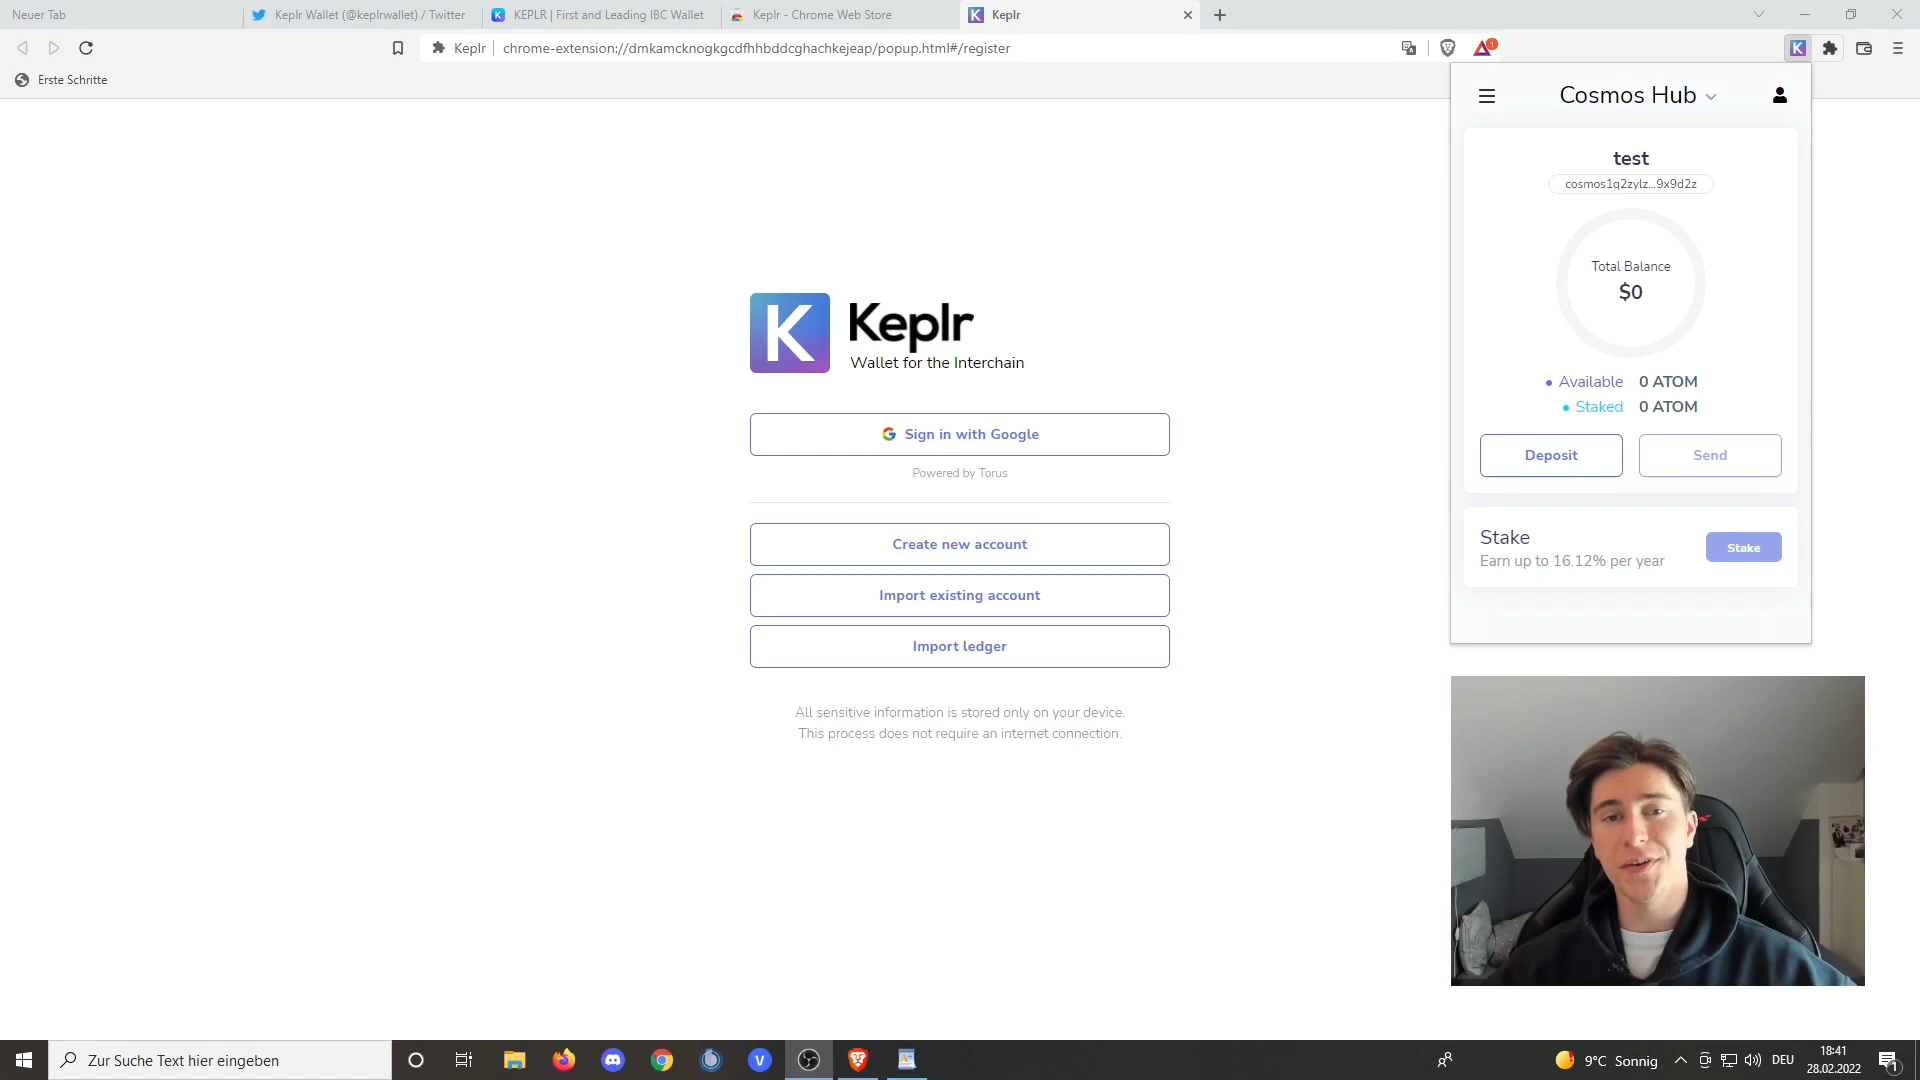 Neuer Tab
Keplr Wallet (@keplrwallet) / Twitter
KEPLR | First and Leading IBC Wallet
Keplr - Chrome Web Store
Keplr
Keplr
chrome-extension://dmkamcknogkgcdfhhbddcghachkejeap/popup.html#/register
1
K
Erste Schritte
Cosmos Hub
test
cosmos1q2zylz...9x9d2z
Total Balance
$0
Available 0 ATOM
Staked 0 ATOM
Deposit
Send
Stake
Earn up to 16.12% per year
Stake
K
Keplr
Wallet for the Interchain
Sign in with Google
Powered by Torus
Create new account
Import existing account
Import ledger
All sensitive information is stored only on your device.
This process does not require an internet connection.
Zur Suche Text hier eingeben
9°C Sonnig
DEU
18:41
28.02.2022
1